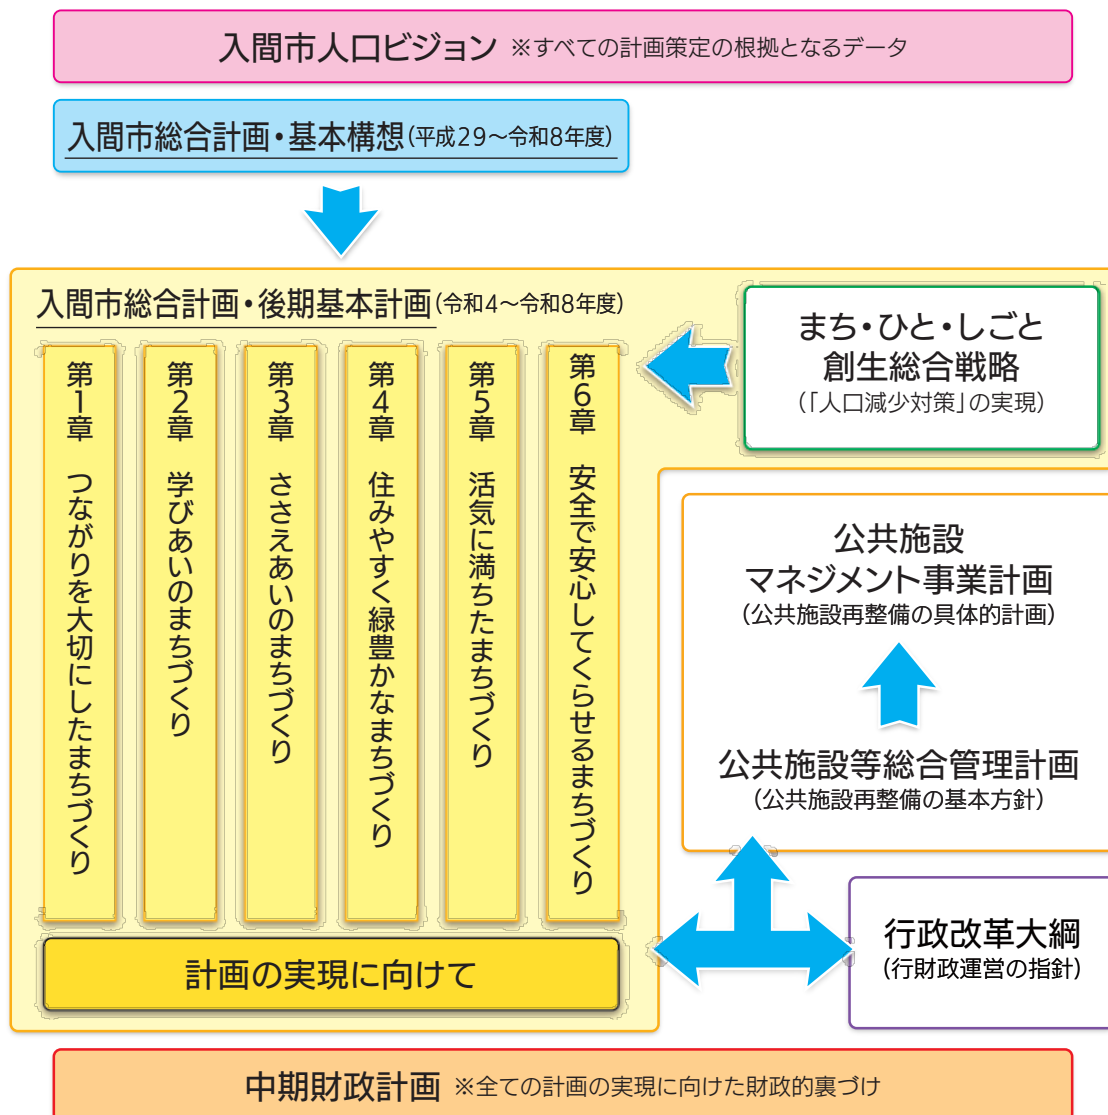 入間市人口ビジョン ※すべての計画策定の根拠となるデータ
入間市総合計画・基本構想(平成29～令和8年度)
入間市総合計画・後期基本計画(令和4～令和8年度)
第1章 つながりを大切にしたまちづくり
第2章 学びあいのまちづくり
第3章 ささえあいのまちづくり
第4章 住みやすく緑豊かなまちづくり
第5章 活気に満ちたまちづくり
第6章 安全で安心してくらせるまちづくり
計画の実現に向けて
まち・ひと・しごと
創生総合戦略
(「人口減少対策」の実現)
公共施設
マネジメント事業計画
(公共施設再整備の具体的計画)
公共施設等総合管理計画
(公共施設再整備の基本方針)
行政改革大綱
(行財政運営の指針)
中期財政計画 ※全ての計画の実現に向けた財政的裏づけ